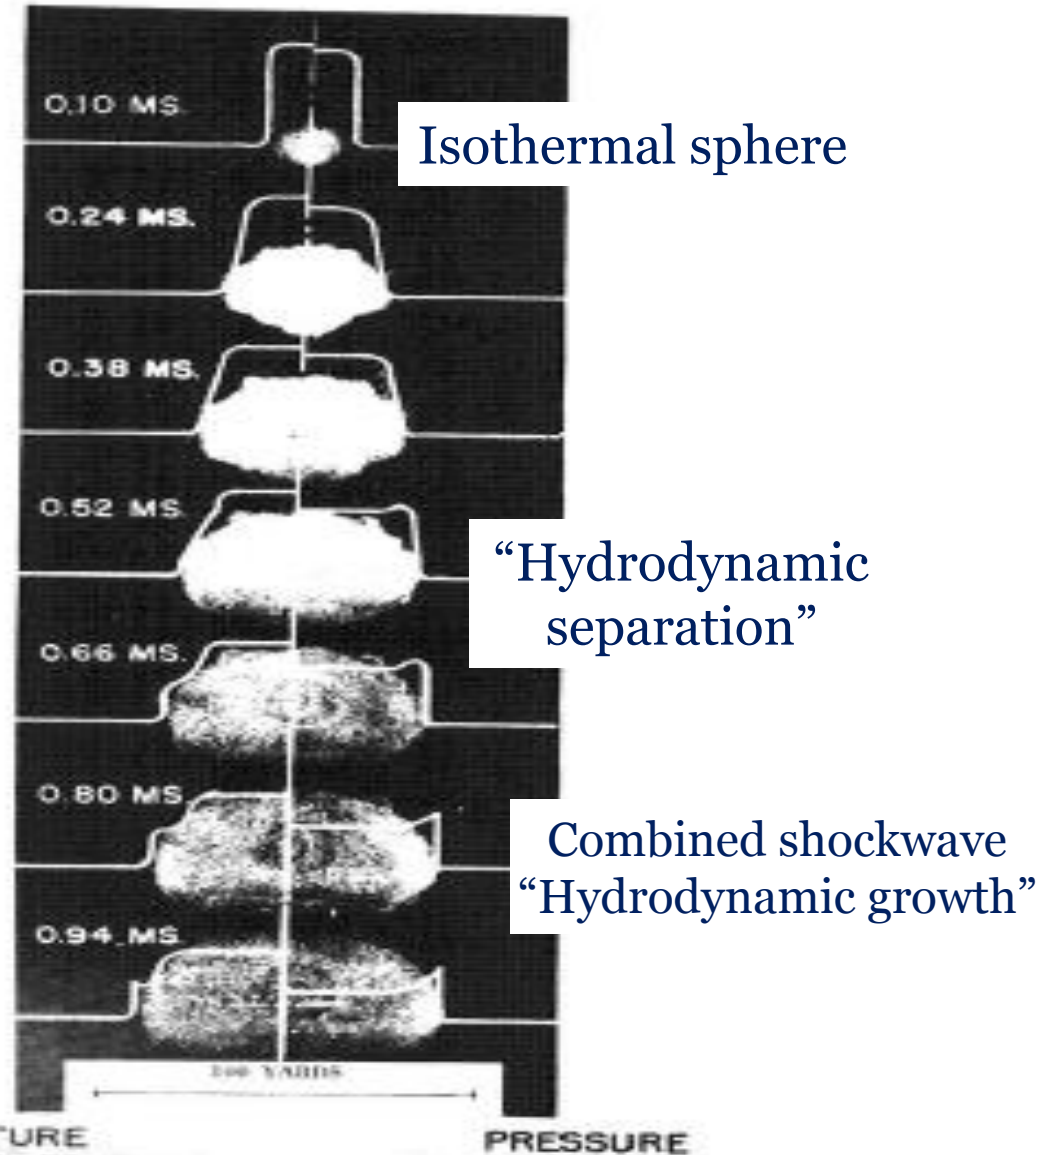 0.10 MS.
Isothermal sphere
0.24 MS.
0.38 MS.
0.52 MS.
“Hydrodynamic
separation”
0.66 MS.
0.80 MS
Combined shockwave
“Hydrodynamic growth”
0.94 MS.
YARDS
TURE
PRESSURE